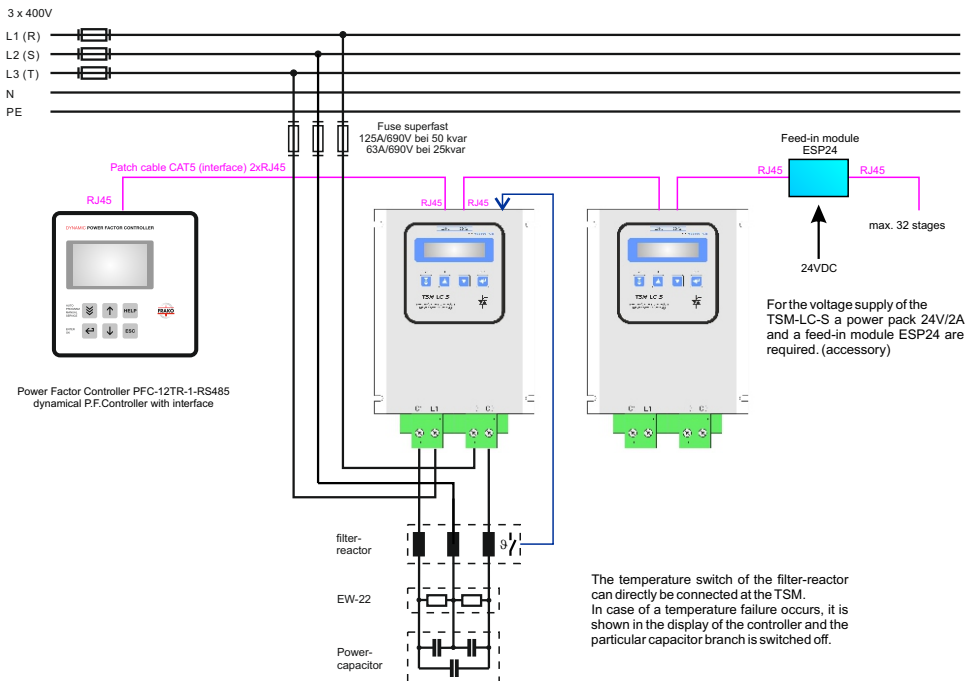 3 x 400V
L1 (R)
L2 (S)
L3 (T)
N
PE
Fuse superfast
125A/690V bei 50 kvar
63A/690V bei 25kvar
Feed-in module
ESP24
Patch cable CAT5 (interface) 2xRJ45
RJ45
RJ45
RJ45
RJ45
RJ45
max. 32 stages
24VDC
DYNAMIC POWER FACTOR CONTROLLER
HELP
ESC
FRAKO
TSM LC S
TSM LC S
For the voltage supply of the
TSM-LC-S a power pack 24V/2A
and a feed-in module ESP24 are
required. (accessory)
Power Factor Controller PFC-12TR-1-RS485
dynamical P.F.Controller with interface
C1 L1
C1 L1
filter-
reactor
ϑ
EW-22
Power-
capacitor
The temperature switch of the filter-reactor
can directly be connected at the TSM.
In case of a temperature failure occurs, it is
shown in the display of the controller and the
particular capacitor branch is switched off.